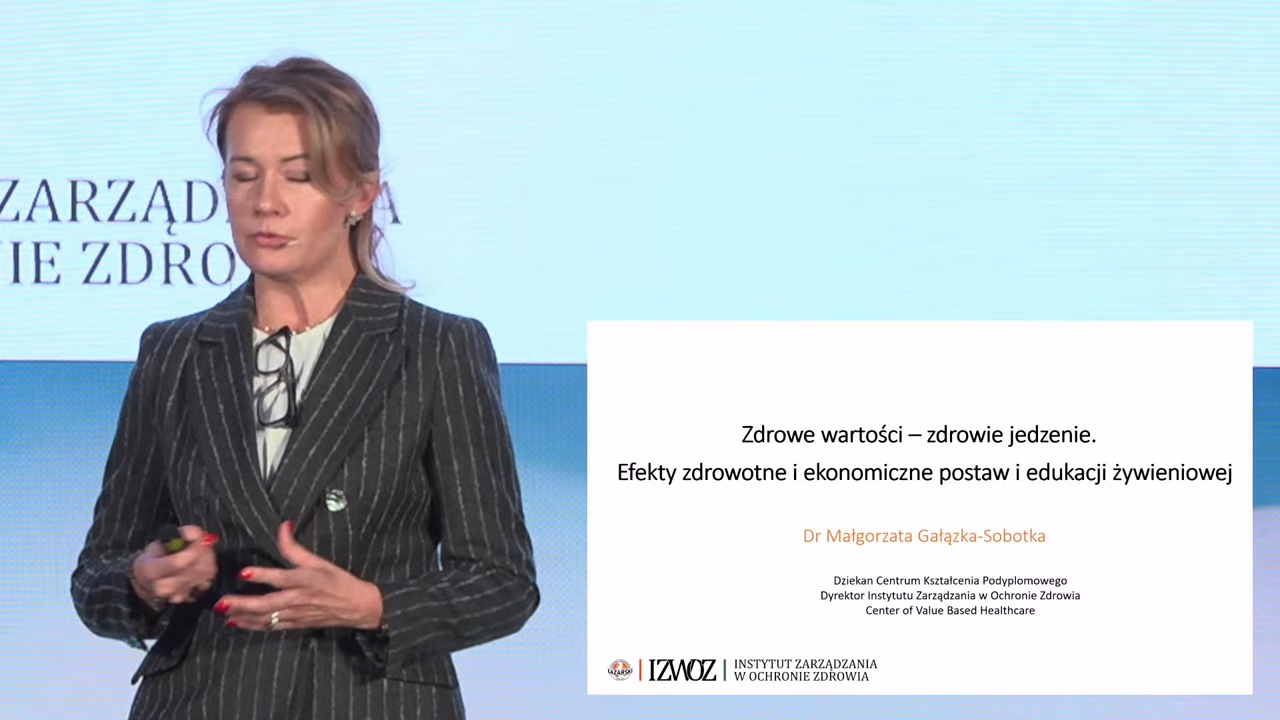 ZARZĄD
IE ZDRO
Zdrowe wartości – zdrowie jedzenie.
Efekty zdrowotne i ekonomiczne postaw i edukacji żywieniowej
Dr Małgorzata Gałązka-Sobotka
Dziekan Centrum Kształcenia Podyplomowego
Dyrektor Instytutu Zarządzania w Ochronie Zdrowia
Center of Value Based Healthcare
ŁAZARSKI
IZWOZ
INSTYTUT ZARZĄDZANIA
W OCHRONIE ZDROWIA